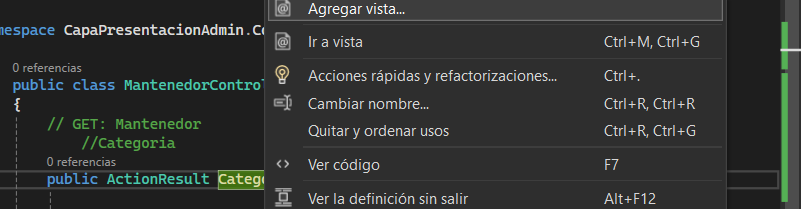 Agregar vista...
mespace CapaPresentacionAdmin.Co
Ir a vista Ctrl+M, Ctrl+G
0 referencias
Acciones rápidas y refactorizaciones... Ctrl+.
public class MantenedorControl
Cambiar nombre... Ctrl+R, Ctrl+R
{
// GET: Mantenedor
Quitar y ordenar usos Ctrl+R, Ctrl+G
//Categoria
0 referencias
Ver código F7
public ActionResult Catego
Ver la definición sin salir Alt+F12